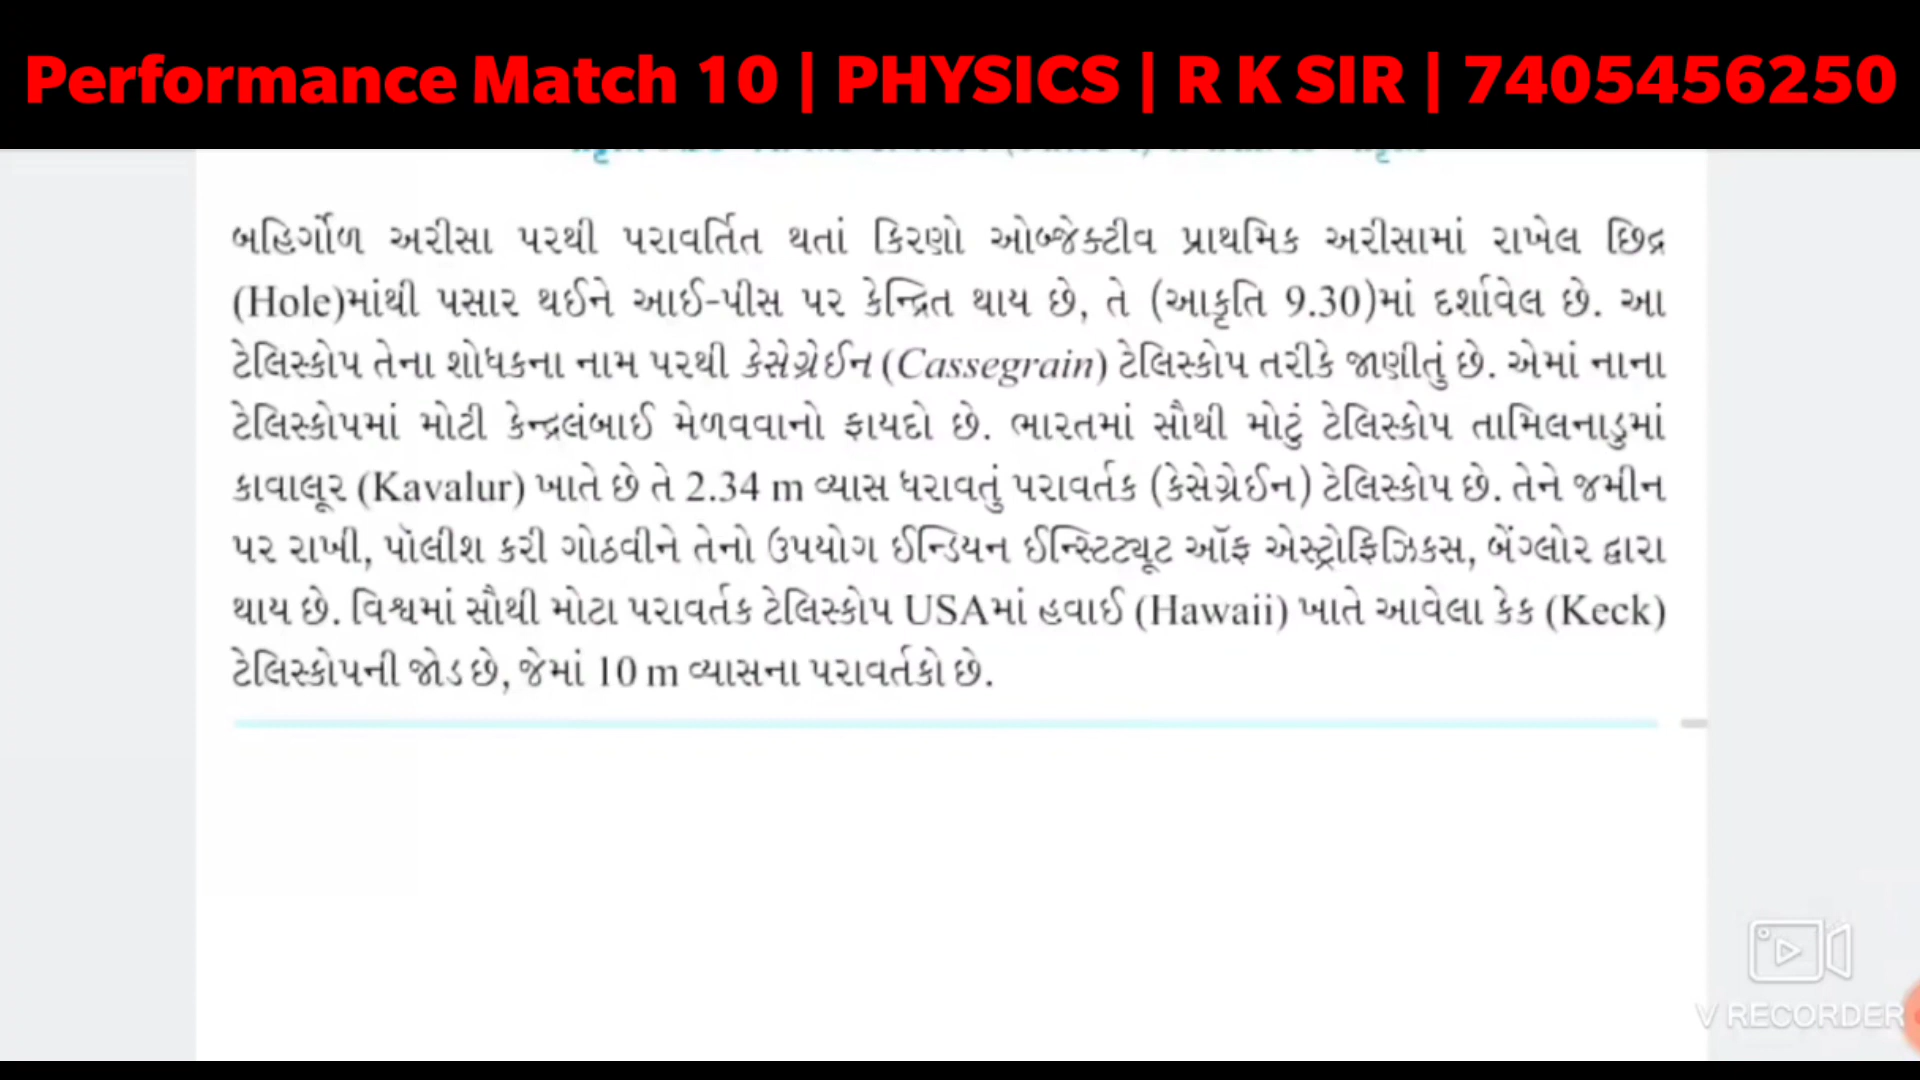 Performance Match 10 | PHYSICS | R K SIR | 7405456250
બહિર્ગોળ અરીસા પરથી પરાવર્તિત થતાં કિરણો ઓબ્જેક્ટીવ પ્રાથમિક અરીસામાં રાખેલ છિદ્ર
(Hole)માંથી પસાર થઈને આઈ-પીસ પર કેન્દ્રિત થાય છે, તે (આકૃતિ 9.30)માં દર્શાવેલ છે. આ
ટેલિસ્કોપ તેના શોધકના નામ પરથી કેસેગ્રેઈન (Cassegrain) ટેલિસ્કોપ તરીકે જાણીતું છે. એમાં નાના
ટેલિસ્કોપમાં મોટી કેન્દ્રલંબાઈ મેળવવાનો ફાયદો છે. ભારતમાં સૌથી મોટું ટેલિસ્કોપ તામિલનાડુમાં
કાવાલૂર (Kavalur) ખાતે છે તે 2.34 m વ્યાસ ધરાવતું પરાવર્તક (કેસેગ્રેઈન) ટેલિસ્કોપ છે. તેને જમીન
પર રાખી, પૉલીશ કરી ગોઠવીને તેનો ઉપયોગ ઈન્ડિયન ઈન્સ્ટિટ્યૂટ ઑફ એસ્ટ્રોફિઝિકસ, બેંગ્લોર દ્વારા
થાય છે. વિશ્વમાં સૌથી મોટા પરાવર્તક ટેલિસ્કોપ USAમાં હવાઈ (Hawaii) ખાતે આવેલા કેક (Keck)
ટેલિસ્કોપની જોડ છે, જેમાં 10 m વ્યાસના પરાવર્તકો છે.
V RECORDER